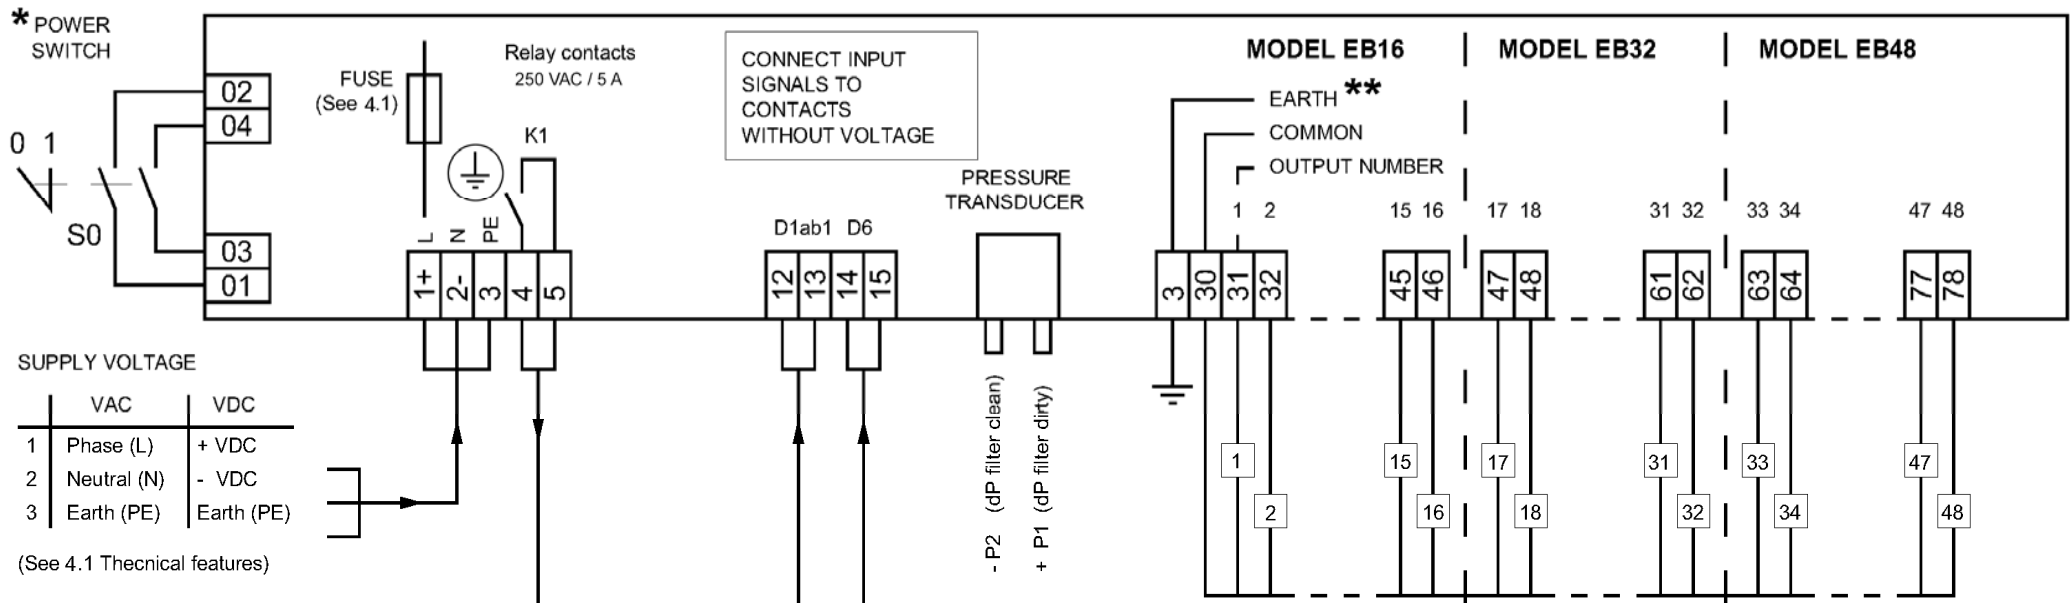 * POWER
SWITCH
02
04
0 1
S0
03
01
FUSE
(See 4.1)
Relay contacts
250 VAC / 5 A
K1
L
N
PE
1+
2-
3
4
5
CONNECT INPUT
SIGNALS TO
CONTACTS
WITHOUT VOLTAGE
D1ab1 D6
12
13
14
15
PRESSURE
TRANSDUCER
- P2 (dP filter clean)
+ P1 (dP filter dirty)
MODEL EB16
MODEL EB32
MODEL EB48
EARTH **
COMMON
OUTPUT NUMBER
1 2 15 16 17 18 31 32 33 34 47 48
3 30 31 32 45 46 47 48 61 62 63 64 77 78
1 15 17 31 33 47
2 16 18 32 34 48
SUPPLY VOLTAGE
VAC VDC
1 Phase (L) + VDC
2 Neutral (N) - VDC
3 Earth (PE) Earth (PE)
(See 4.1 Thecnical features)